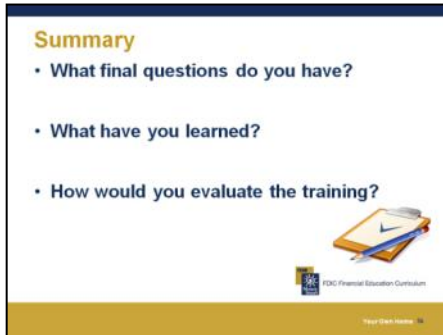 Summary
• What final questions do you have?
• What have you learned?
• How would you evaluate the training?
FDIC Financial Education Curriculum
Your Own Home